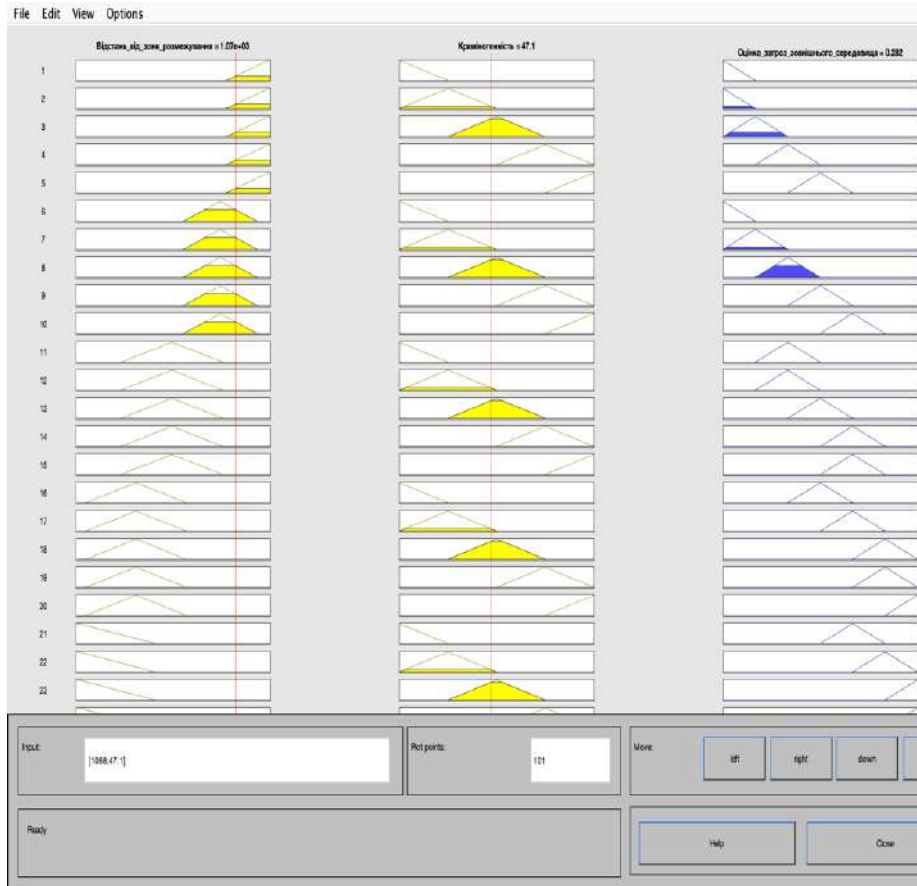 File Edit View Options
Відстань_від_зони_розмежування = 1.07e+03
Криміногенність = 47.1
Оцінка_загроз_зовнішнього_середовища = 0.282
1
2
3
4
5
6
7
8
9
10
11
12
13
14
15
16
17
18
19
20
21
22
23
Input:
[1068;47.1]
Plot points:
101
Move:
left
right
down
Ready
Help
Close